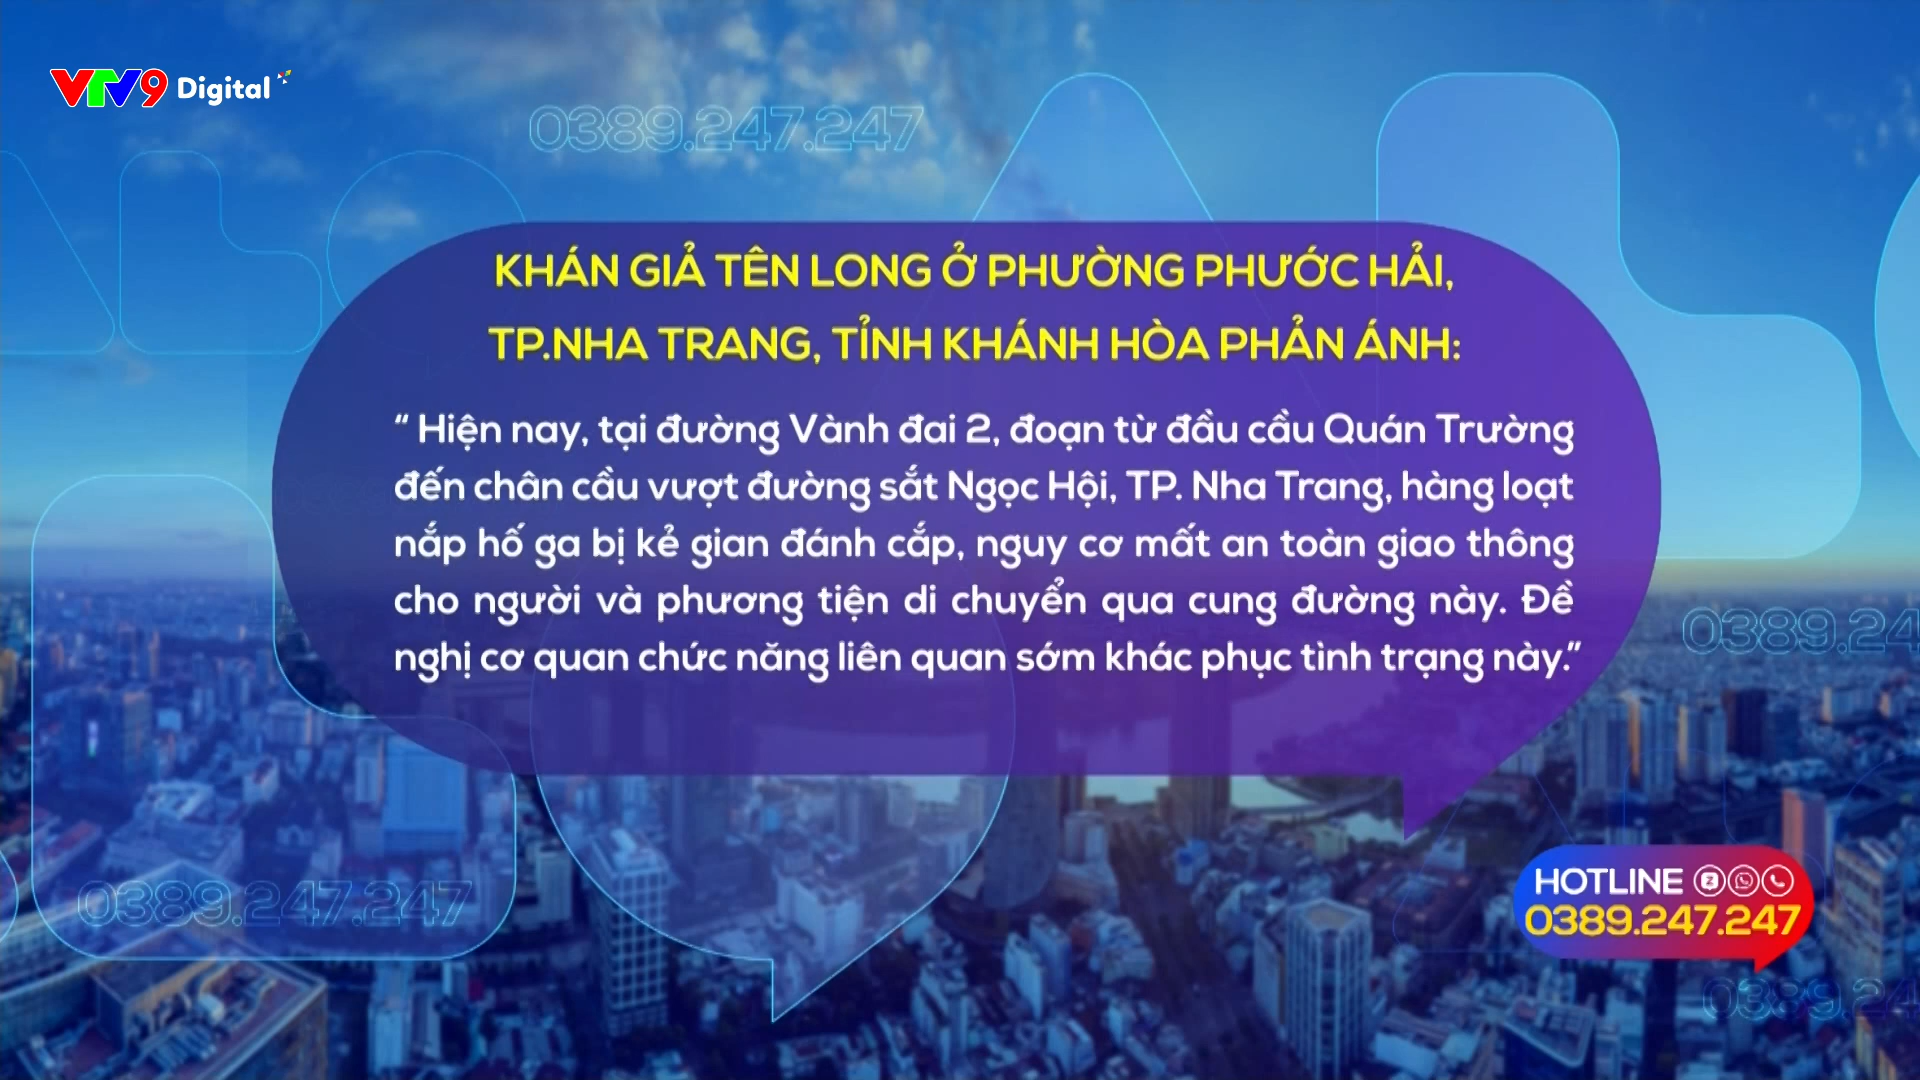 VTV9 Digital
0389.247.247
KHÁN GIẢ TÊN LONG Ở PHƯỜNG PHƯỚC HẢI,
TP.NHA TRANG, TỈNH KHÁNH HÒA PHẢN ÁNH:
“ Hiện nay, tại đường Vành đai 2, đoạn từ đầu cầu Quán Trường
đến chân cầu vượt đường sắt Ngọc Hội, TP. Nha Trang, hàng loạt
nắp hố ga bị kẻ gian đánh cắp, nguy cơ mất an toàn giao thông
cho người và phương tiện di chuyển qua cung đường này. Đề
nghị cơ quan chức năng liên quan sớm khác phục tình trạng này.”
0389.24
HOTLINE
0389.247.247
0389.247.247
0389.24